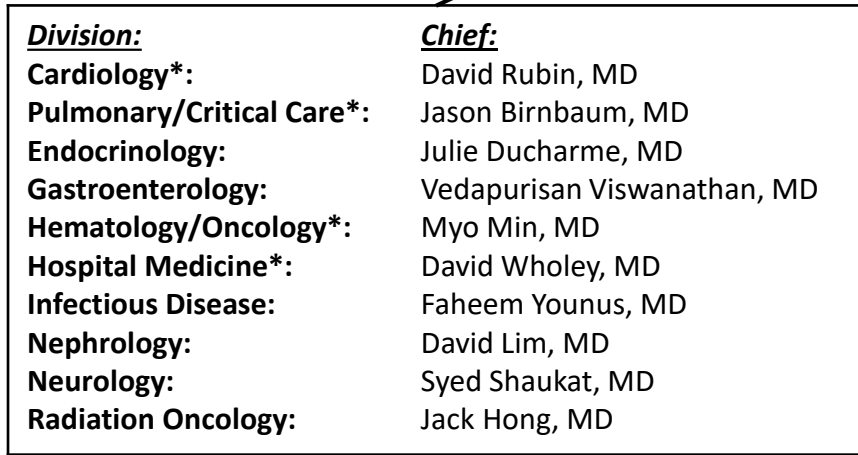 Division: Chief:
Cardiology*: David Rubin, MD
Pulmonary/Critical Care*: Jason Birnbaum, MD
Endocrinology: Julie Ducharme, MD
Gastroenterology: Vedapurisan Viswanathan, MD
Hematology/Oncology*: Myo Min, MD
Hospital Medicine*: David Wholey, MD
Infectious Disease: Faheem Younus, MD
Nephrology: David Lim, MD
Neurology: Syed Shaukat, MD
Radiation Oncology: Jack Hong, MD